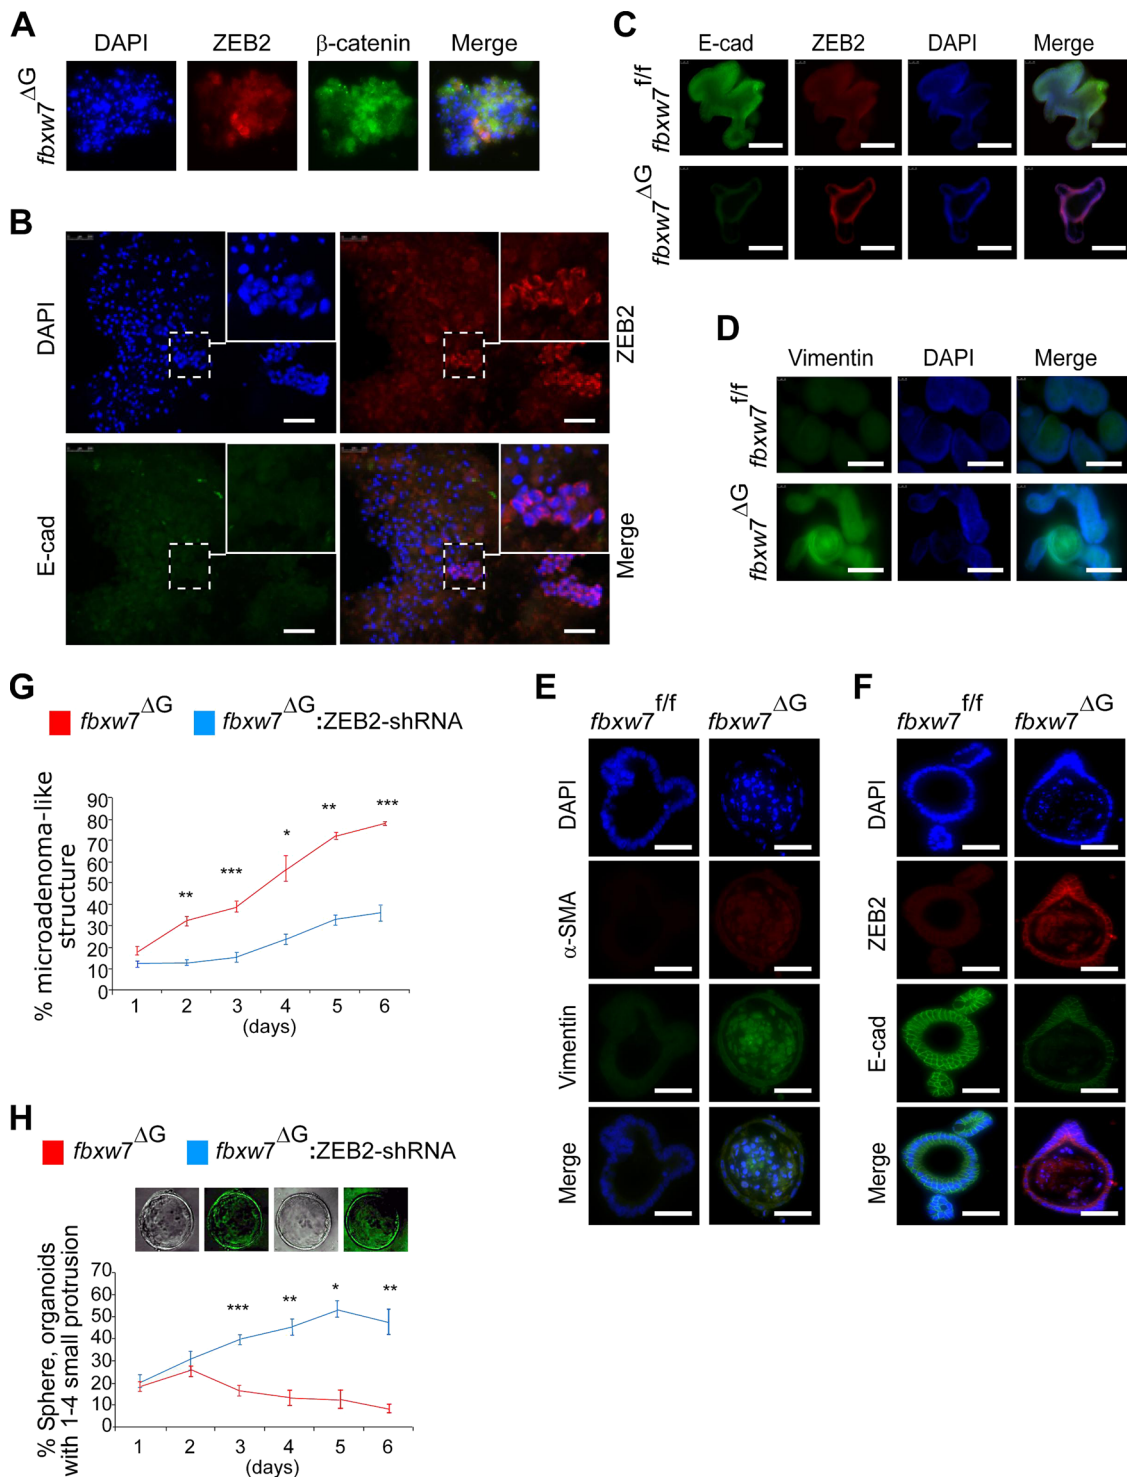 A
DAPI ZEB2 β-catenin Merge
fbxw7ΔG
B
DAPI
ZEB2
E-cad
Merge
C
E-cad ZEB2 DAPI Merge
fbxw7f/f
fbxw7ΔG
D
Vimentin DAPI Merge
fbxw7f/f
fbxw7ΔG
G
fbxw7ΔG fbxw7ΔG:ZEB2-shRNA
% microadenoma-like
structure
90
80
70
60
50
40
30
20
10
0
** *** * ** ***
1 2 3 4 5 6
(days)
H
fbxw7ΔG fbxw7ΔG:ZEB2-shRNA
% Sphere, organoids
with 1-4 small protrusion
70
60
50
40
30
20
10
0
*** ** * **
1 2 3 4 5 6
(days)
E
fbxw7f/f fbxw7ΔG
DAPI
α-SMA
Vimentin
Merge
F
fbxw7f/f fbxw7ΔG
DAPI
ZEB2
E-cad
Merge